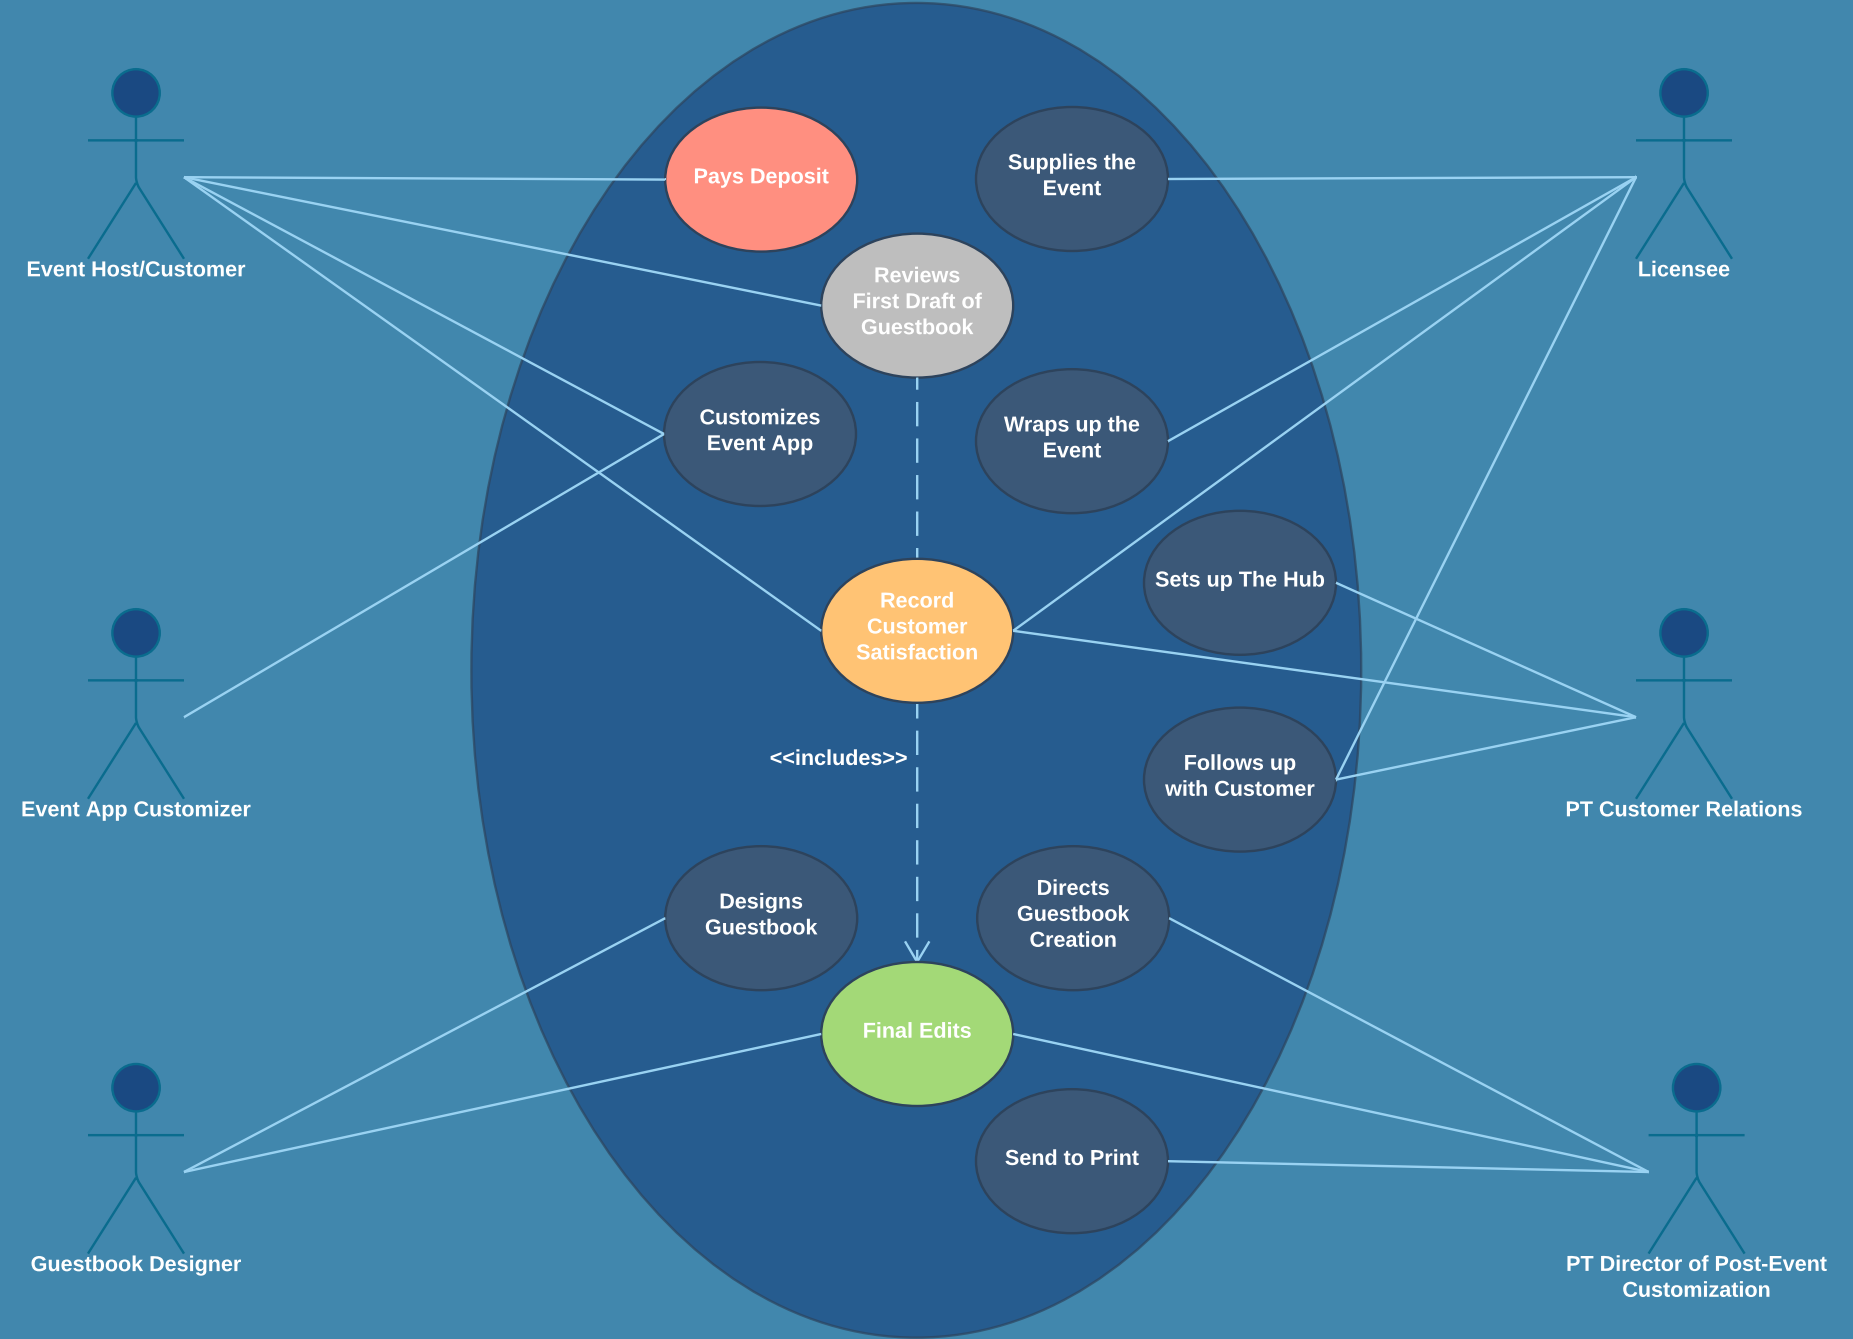 Pays Deposit
Supplies the
Event
Event Host/Customer
Licensee
Reviews
First Draft of
Guestbook
Customizes
Event App
Wraps up the
Event
Sets up The Hub
Record
Customer
Satisfaction
<<includes>>
Follows up
with Customer
Event App Customizer
PT Customer Relations
Designs
Guestbook
Directs
Guestbook
Creation
Final Edits
Send to Print
Guestbook Designer
PT Director of Post-Event
Customization